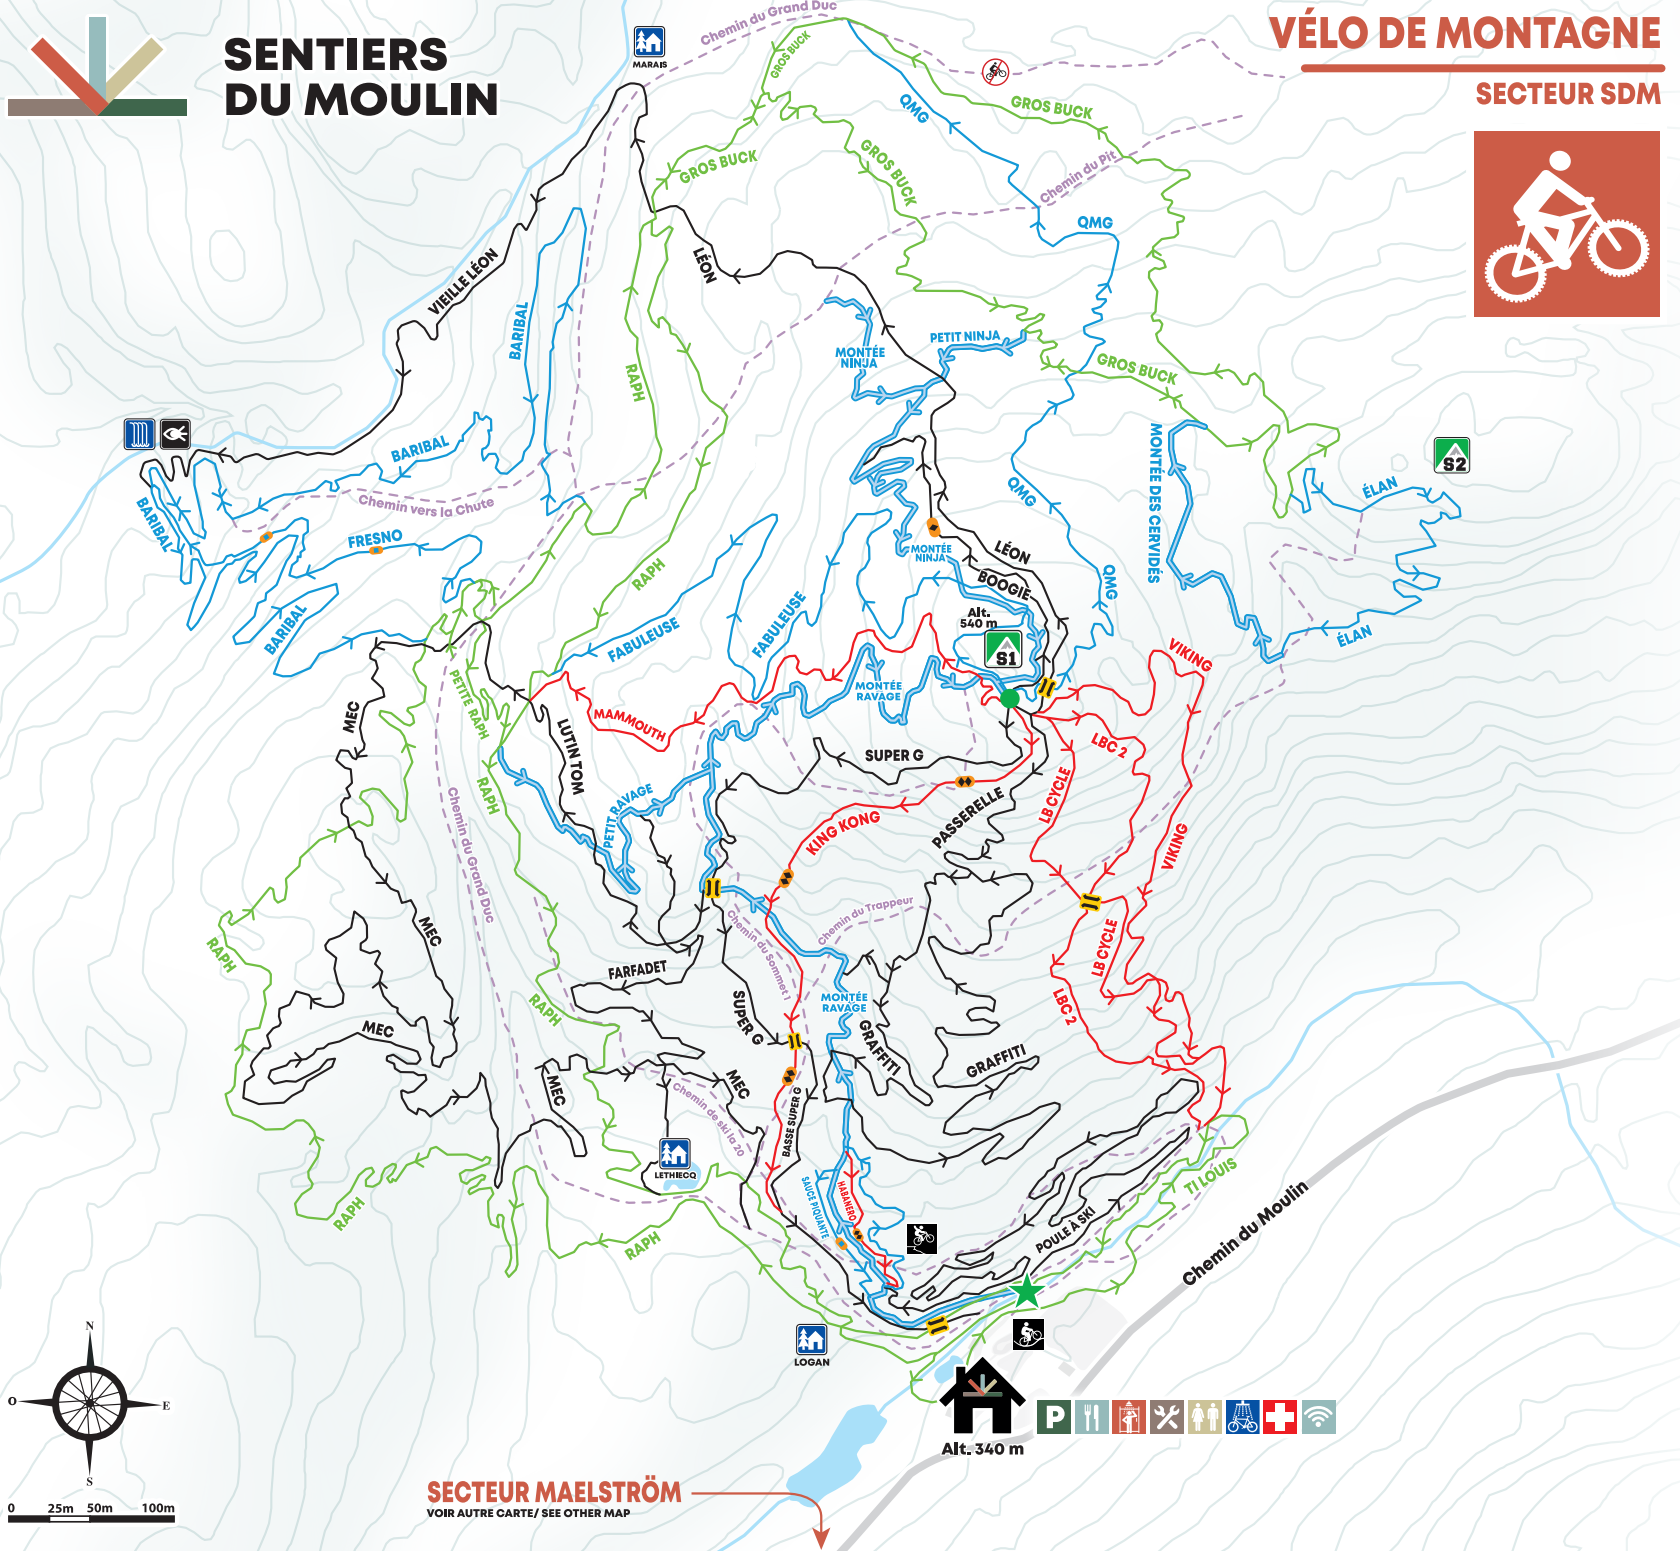 SENTIERS
DU MOULIN
VÉLO DE MONTAGNE
SECTEUR SDM
MARAIS
Chemin du Grand Duc
GROS BUCK
QMG
GROS BUCK
GROS BUCK
GROS BUCK
Chemin du Pit
QMG
LÉON
VIEILLE LÉON
BARIBAL
RAPH
MONTÉE
NINJA
PETIT NINJA
GROS BUCK
BARIBAL
MONTÉE DES CERVIDÉS
S2
ÉLAN
QMG
Chemin vers la Chute
BARIBAL
FRESNO
BARIBAL
RAPH
MONTÉE
NINJA
LÉON
BOOGIE
QMG
Alt.
540 m
S1
FABULEUSE
FABULEUSE
ÉLAN
VIKING
PETITE RAPH
MEC
MAMMOUTH
MONTÉE
RAVAGE
LUTIN TOM
SUPER G
LBC 2
LB CYCLE
RAPH
Chemin du Grand Duc
PETIT RAVAGE
KING KONG
PASSERELLE
VIKING
MEC
RAPH
Chemin du Sommet 1
Chemin du Trappeur
LB CYCLE
LBC 2
FARFADET
RAPH
SUPER G
MONTÉE
RAVAGE
GRAFFITI
GRAFFITI
MEC
MEC
MEC
Chemin de ski la 20
BASSE SUPER G
LETHIECQ
SAUCE PIQUANTE
HABANERO
RAPH
RAPH
POULE À SKI
TI LOUIS
Chemin du Moulin
LOGAN
Alt. 340 m
P
N
O
E
S
0 25m 50m 100m
SECTEUR MAELSTRÖM
VOIR AUTRE CARTE/ SEE OTHER MAP